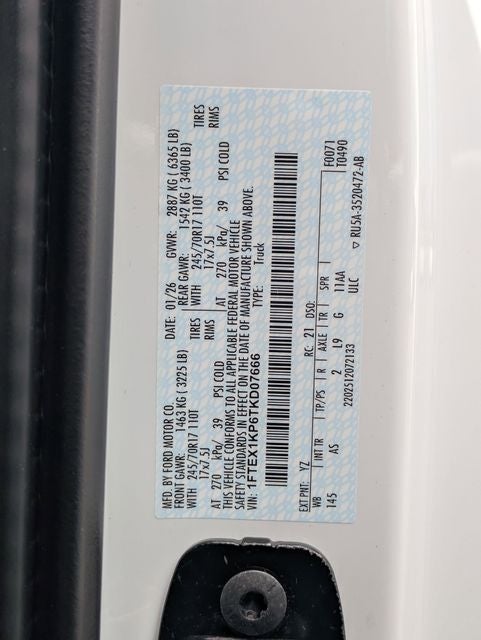 MFD. BY FORD MOTOR CO.
DATE: 01/26
GVWR: 2887 KG ( 6365 LB)
FRONT GAWR: 1463 KG ( 3225 LB)
REAR GAWR: 1542 KG ( 3400 LB)
WITH 245/70R17 110T TIRES
WITH 245/70R17 110T TIRES
17x7.5J RIMS
17x7.5J RIMS
AT 270 kPa/ 39 PSI COLD
AT 270 kPa/ 39 PSI COLD
THIS VEHICLE CONFORMS TO ALL APPLICABLE FEDERAL MOTOR VEHICLE
SAFETY STANDARDS IN EFFECT ON THE DATE OF MANUFACTURE SHOWN ABOVE.
VIN: 1FTEX1KP6TKD07666
TYPE: Truck
F0071
T0490
EXT PNT: YZ RC: 21 DSO:
WB INT TR TP/PS R AXLE TR SPR
145 AS 2 L9 G 11AA
ULC
2202512072133
▽ RU5A-3520472-AB